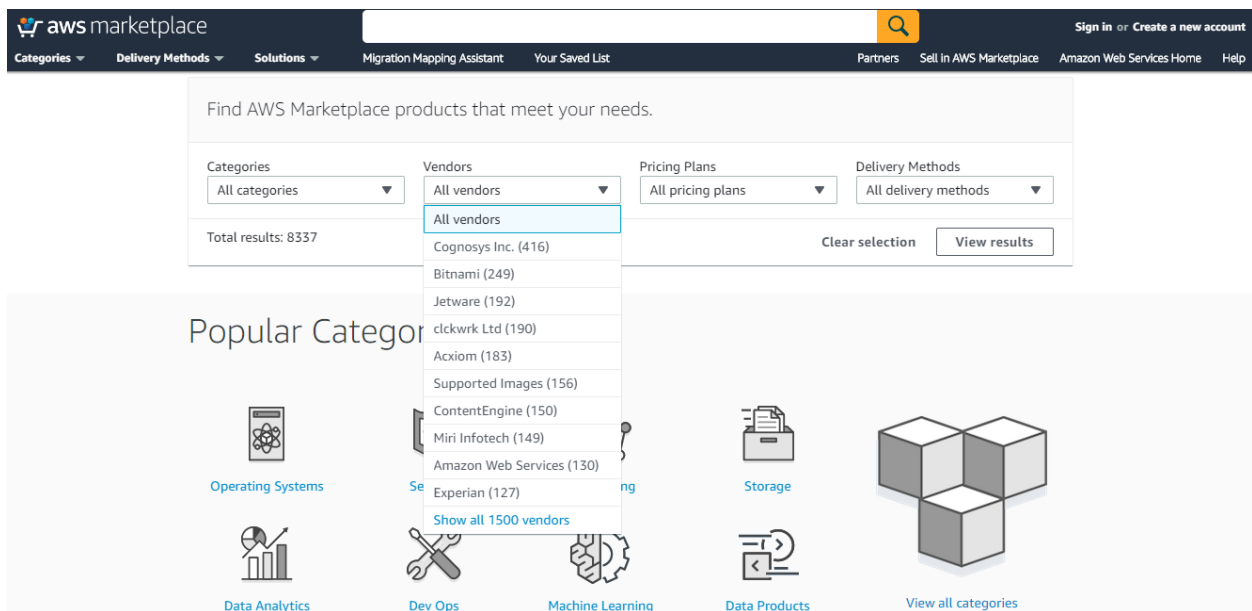 aws marketplace
Sign in or Create a new account
Categories Delivery Methods Solutions Migration Mapping Assistant Your Saved List Partners Sell in AWS Marketplace Amazon Web Services Home Help
Find AWS Marketplace products that meet your needs.
Categories Vendors Pricing Plans Delivery Methods
All categories All vendors All pricing plans All delivery methods
All vendors
Total results: 8337
Clear selection View results
Cognosys Inc. (416)
Bitnami (249)
Jetware (192)
clckwrk Ltd (190)
Acxiom (183)
Supported Images (156)
ContentEngine (150)
Miri Infotech (149)
Amazon Web Services (130)
Experian (127)
Show all 1500 vendors
Popular Categor
Operating Systems Se ng Storage
Data Analytics Dev Ops Machine Learning Data Products View all categories